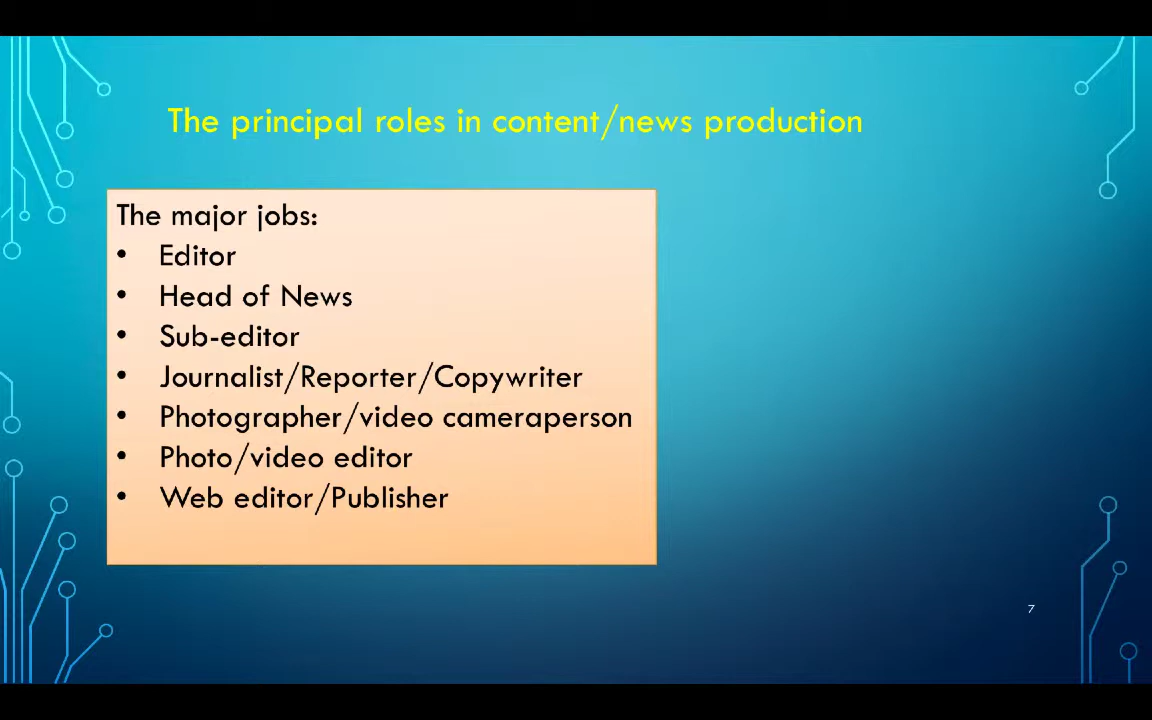 The principal roles in content/news production
The major jobs:
• Editor
• Head of News
• Sub-editor
• Journalist/Reporter/Copywriter
• Photographer/video cameraperson
• Photo/video editor
• Web editor/Publisher
7